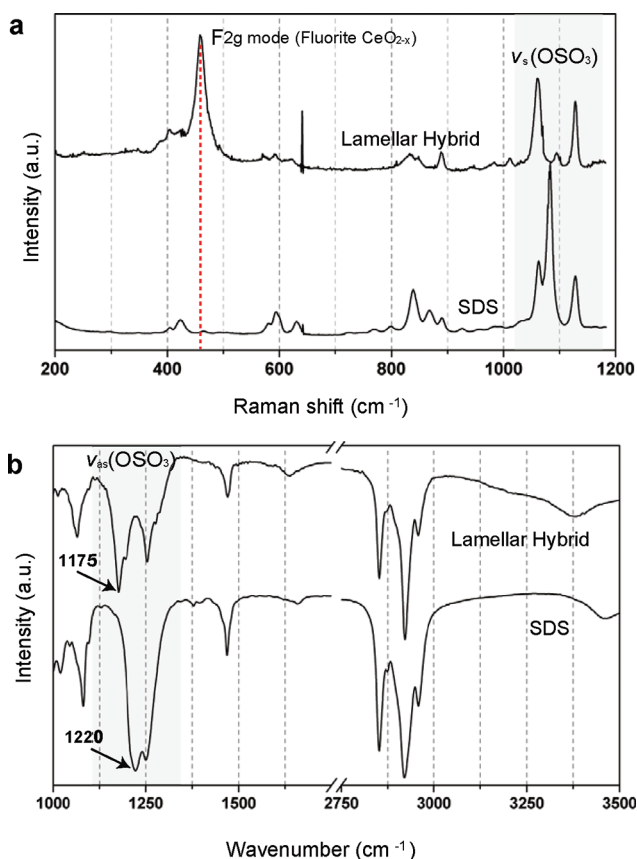 a
F2g mode (Fluorite CeO2-x)
νs(OSO3)
Lamellar Hybrid
SDS
Intensity (a.u.)
200 400 600 800 1000 1200
Raman shift (cm -1)
b
νas(OSO3)
1175
Lamellar Hybrid
SDS
1220
Intensity (a.u.)
1000 1250 1500 2750 3000 3250 3500
Wavenumber (cm -1)